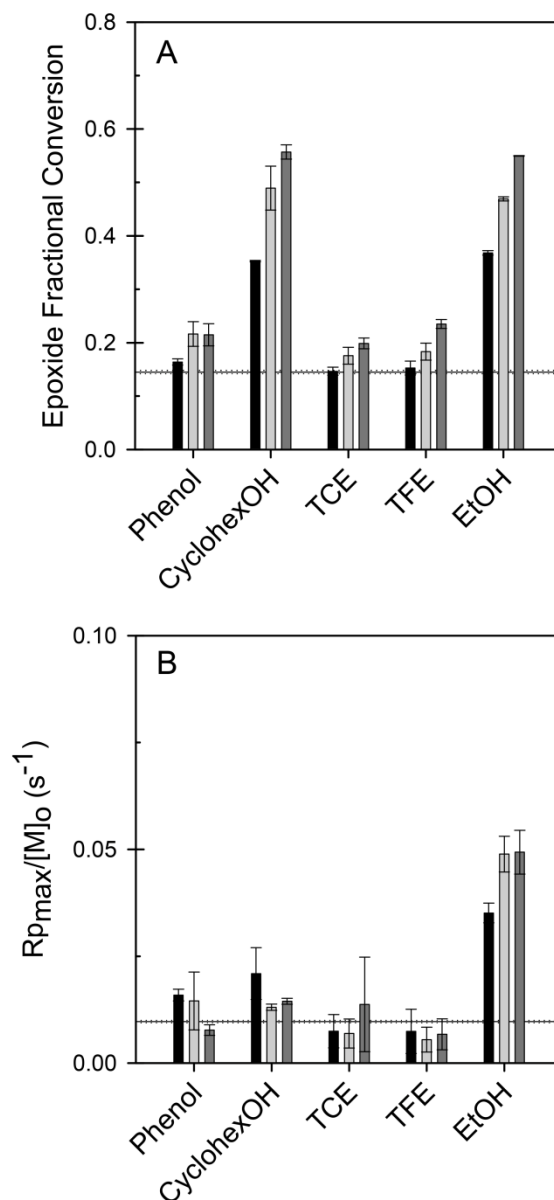 A
Epoxide Fractional Conversion
0.8
0.6
0.4
0.2
0.0
Phenol
CyclohexOH
TCE
TFE
EtOH
B
Rpmax/[M]o (s-1)
0.10
0.05
0.00
Phenol
CyclohexOH
TCE
TFE
EtOH